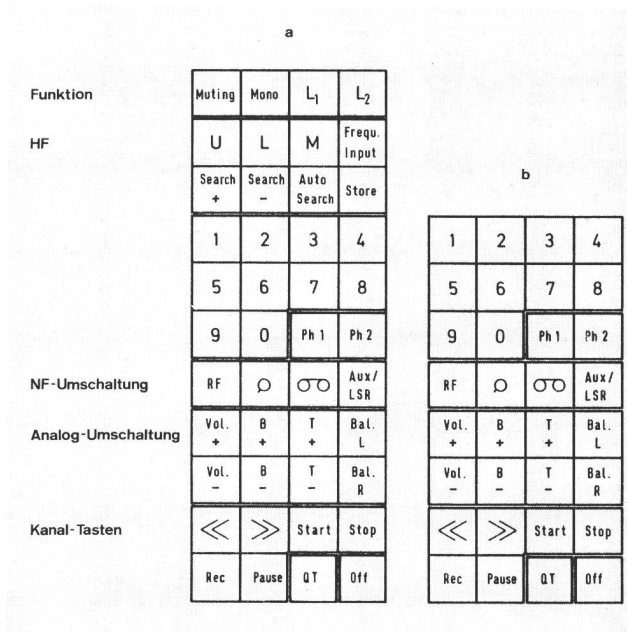 a
Funktion
Muting Mono L₁ L₂
HF
U L M Frequ. Input
Search + Search − Auto Search Store
b
1 2 3 4 1 2 3 4
5 6 7 8 5 6 7 8
9 0 Ph 1 Ph 2 9 0 Ph 1 Ph 2
NF-Umschaltung
RF Aux/ LSR RF Aux/ LSR
Analog-Umschaltung
Vol. + B + T + Bal. L Vol. + B + T + Bal. L
Vol. − B − T − Bal. R Vol. − B − T − Bal. R
Kanal-Tasten
≪ ≫ Start Stop ≪ ≫ Start Stop
Rec Pause QT Off Rec Pause QT Off